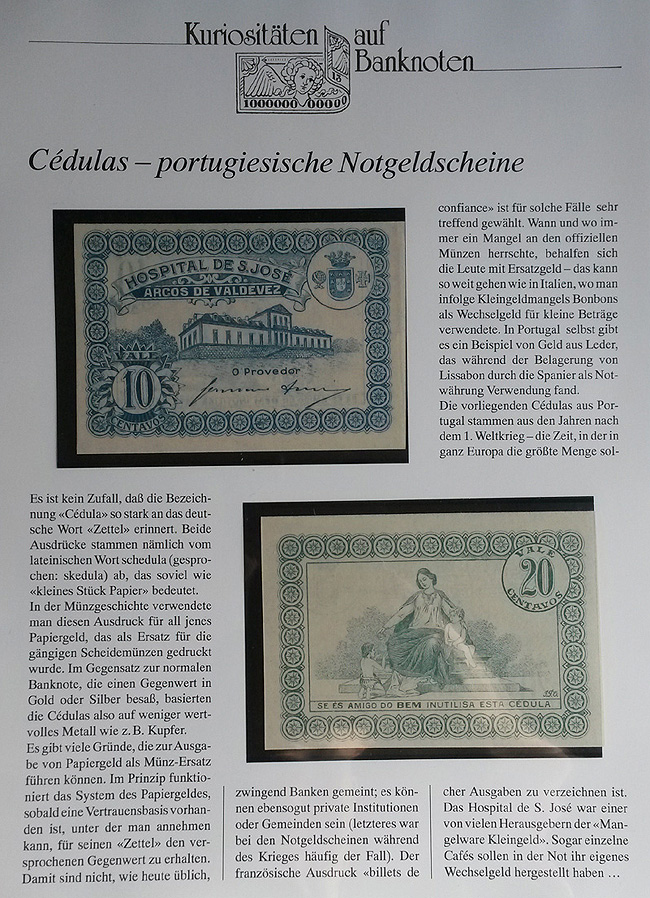 Kuriositäten auf
Banknoten
1000000 00000
Cédulas – portugiesische Notgeldscheine
HOSPITAL DE S. JOSÉ
ARCOS DE VALDEVEZ
O Provedor
VALE
10
CENTAVOS
Es ist kein Zufall, daß die Bezeich-
nung «Cédula» so stark an das deut-
sche Wort «Zettel» erinnert. Beide
Ausdrücke stammen nämlich vom
lateinischen Wort schedula (gespro-
chen: skedula) ab, das soviel wie
«kleines Stück Papier» bedeutet.
In der Münzgeschichte verwendete
man diesen Ausdruck für all jenes
Papiergeld, das als Ersatz für die
gängigen Scheidemünzen gedruckt
wurde. Im Gegensatz zur normalen
Banknote, die einen Gegenwert in
Gold oder Silber besaß, basierten
die Cédulas also auf weniger wert-
volles Metall wie z. B. Kupfer.
Es gibt viele Gründe, die zur Ausga-
be von Papiergeld als Münz-Ersatz
führen können. Im Prinzip funktio-
niert das System des Papiergeldes,
sobald eine Vertrauensbasis vorhan-
den ist, unter der man annehmen
kann, für seinen «Zettel» den ver-
sprochenen Gegenwert zu erhalten.
Damit sind nicht, wie heute üblich,
VALE
20
CENTAVOS
SE ÉS AMIGO DO BEM INUTILISA ESTA CÉDULA
zwingend Banken gemeint; es kön-
nen ebensogut private Institutionen
oder Gemeinden sein (letzteres war
bei den Notgeldscheinen während
des Krieges häufig der Fall). Der
französische Ausdruck «billets de
confiance» ist für solche Fälle sehr
treffend gewählt. Wann und wo im-
mer ein Mangel an den offiziellen
Münzen herrschte, behalfen sich
die Leute mit Ersatzgeld – das kann
so weit gehen wie in Italien, wo man
infolge Kleingeldmangels Bonbons
als Wechselgeld für kleine Beträge
verwendete. In Portugal selbst gibt
es ein Beispiel von Geld aus Leder,
das während der Belagerung von
Lissabon durch die Spanier als Not-
währung Verwendung fand.
Die vorliegenden Cédulas aus Por-
tugal stammen aus den Jahren nach
dem 1. Weltkrieg – die Zeit, in der in
ganz Europa die größte Menge sol-
cher Ausgaben zu verzeichnen ist.
Das Hospital de S. José war einer
von vielen Herausgebern der «Man-
gelware Kleingeld». Sogar einzelne
Cafés sollen in der Not ihr eigenes
Wechselgeld hergestellt haben ...